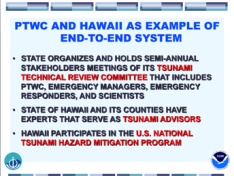 PTWC AND HAWAII AS EXAMPLE OF
END-TO-END SYSTEM
• STATE ORGANIZES AND HOLDS SEMI-ANNUAL
STAKEHOLDERS MEETINGS OF ITS TSUNAMI
TECHNICAL REVIEW COMMITTEE THAT INCLUDES
PTWC, EMERGENCY MANAGERS, EMERGENCY
RESPONDERS, AND SCIENTISTS
• STATE OF HAWAII AND ITS COUNTIES HAVE
EXPERTS THAT SERVE AS TSUNAMI ADVISORS
• HAWAII PARTICIPATES IN THE U.S. NATIONAL
TSUNAMI HAZARD MITIGATION PROGRAM